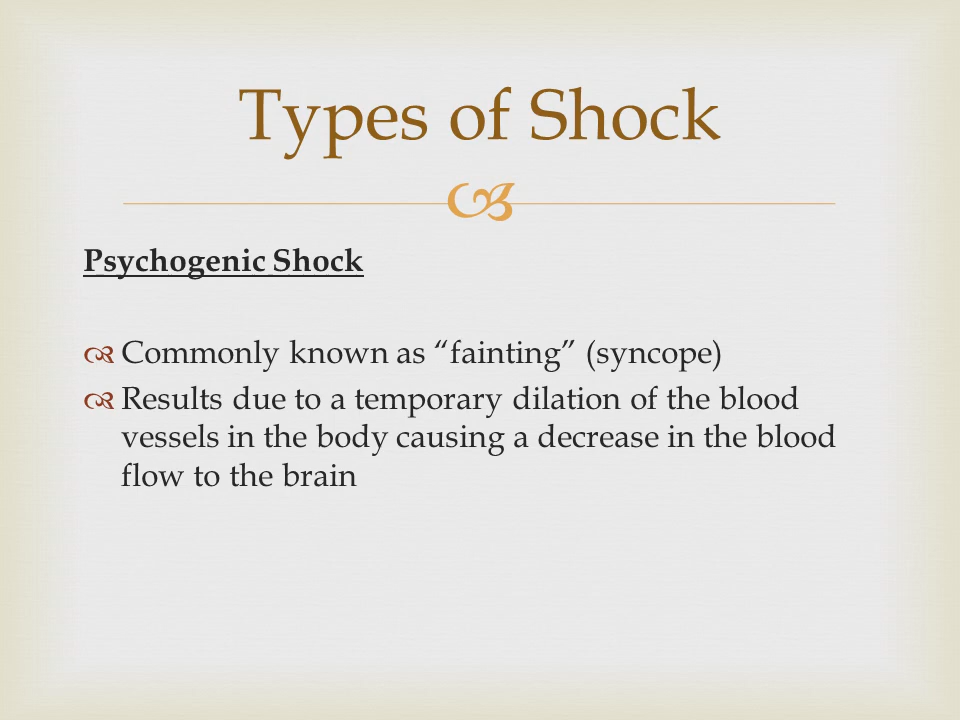 Types of Shock
Psychogenic Shock
Commonly known as “fainting” (syncope)
Results due to a temporary dilation of the blood
vessels in the body causing a decrease in the blood
flow to the brain